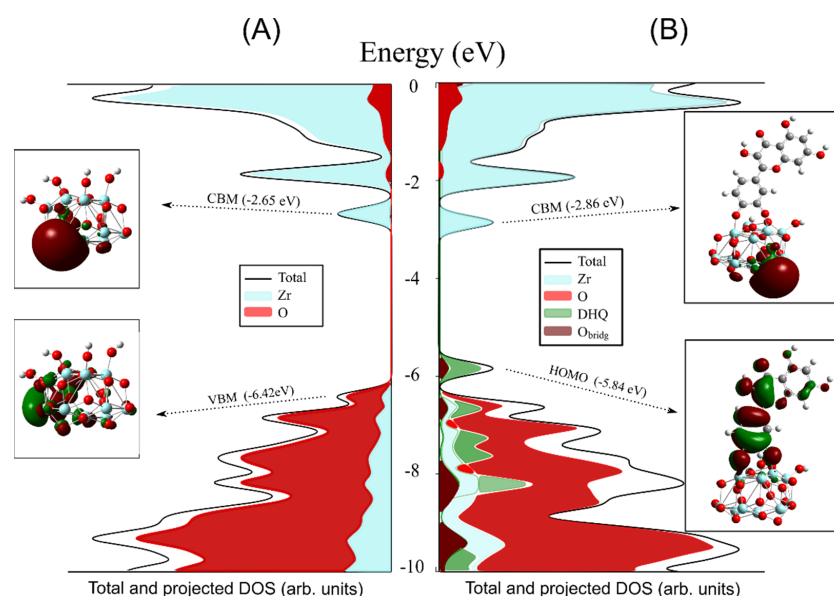 (A)
(B)
Energy (eV)
0
-2
-4
-6
-8
-10
CBM (-2.65 eV)
VBM (-6.42eV)
Total
Zr
O
CBM (-2.86 eV)
HOMO (-5.84 eV)
Total
Zr
O
DHQ
Obridg
Total and projected DOS (arb. units)
Total and projected DOS (arb. units)